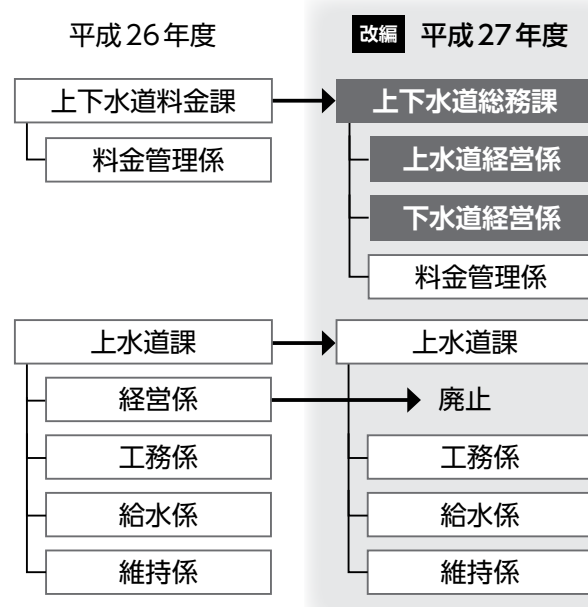 平成26年度
改編 平成27年度
上下水道料金課
上下水道総務課
料金管理係
上水道経営係
下水道経営係
料金管理係
上水道課
上水道課
経営係
廃止
工務係
工務係
給水係
給水係
維持係
維持係